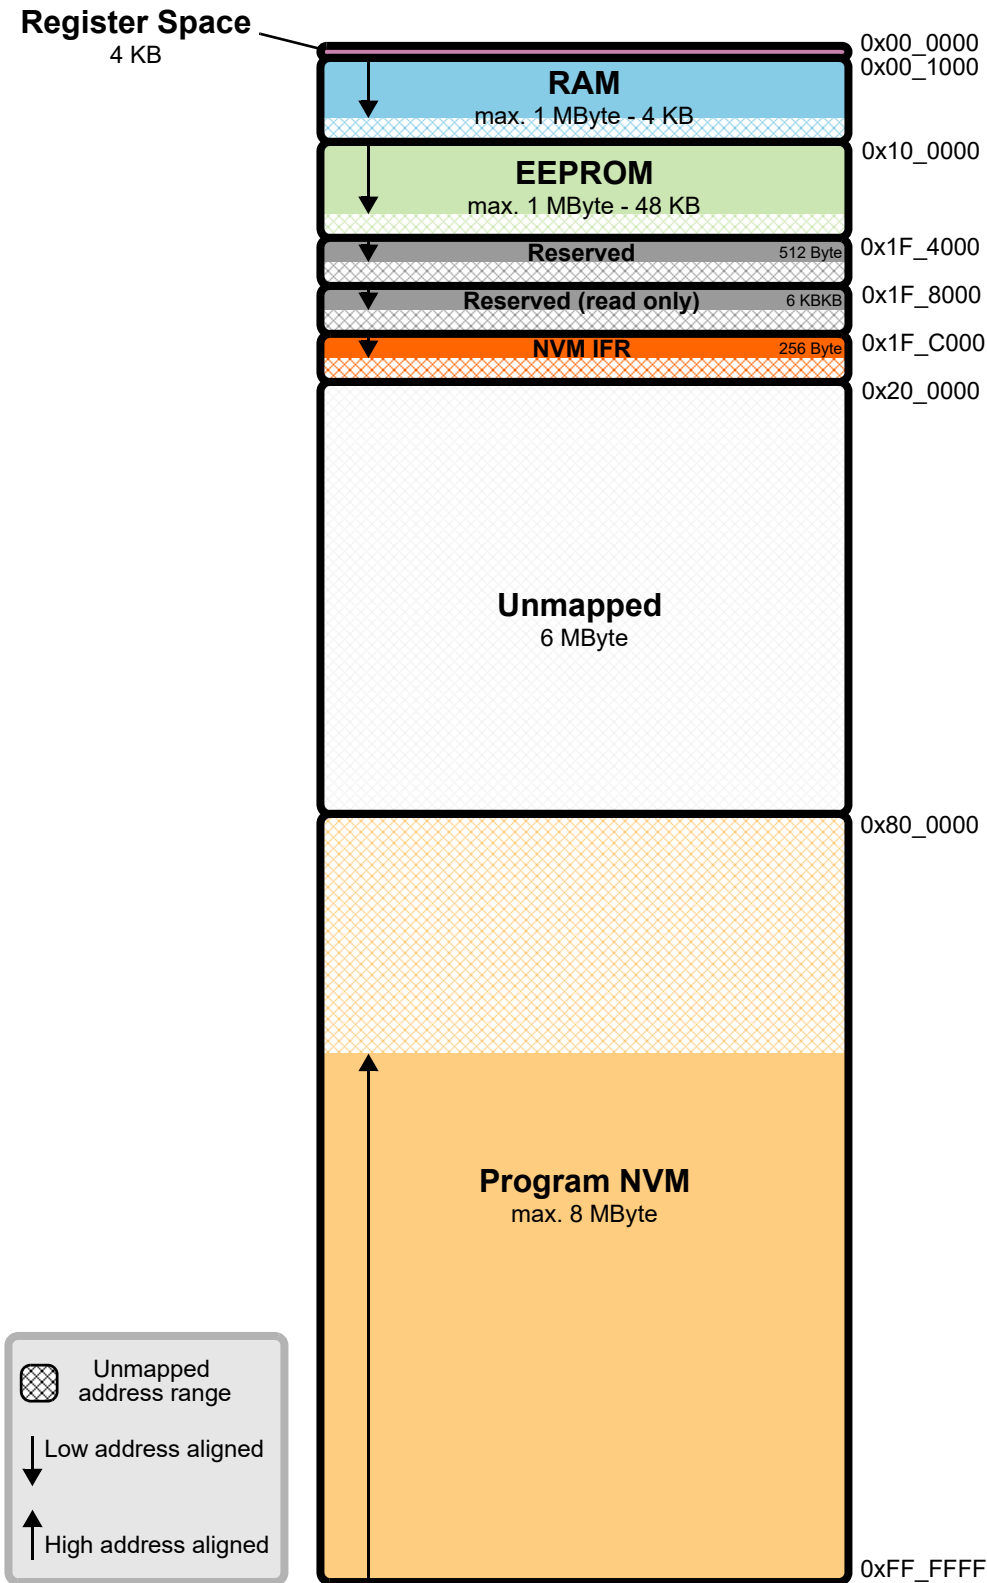 Register Space
4 KB
0x00_0000
0x00_1000
RAM
max. 1 MByte - 4 KB
0x10_0000
EEPROM
max. 1 MByte - 48 KB
0x1F_4000
Reserved
512 Byte
0x1F_8000
Reserved (read only)
6 KBKB
0x1F_C000
NVM IFR
256 Byte
0x20_0000
Unmapped
6 MByte
0x80_0000
Program NVM
max. 8 MByte
0xFF_FFFF
Unmapped
address range
Low address aligned
High address aligned